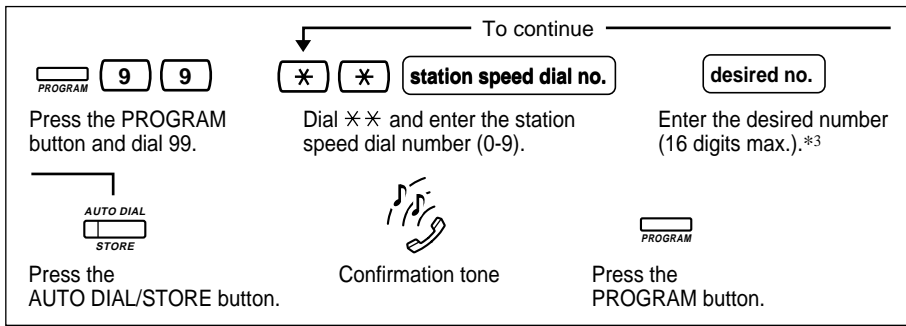 To continue
PROGRAM 9 9 ✳ ✳ station speed dial no. desired no.
Press the PROGRAM
button and dial 99.
Dial ✳✳ and enter the station
speed dial number (0-9).
Enter the desired number
(16 digits max.).*3
AUTO DIAL
STORE
Press the
AUTO DIAL/STORE button.
Confirmation tone
PROGRAM
Press the
PROGRAM button.